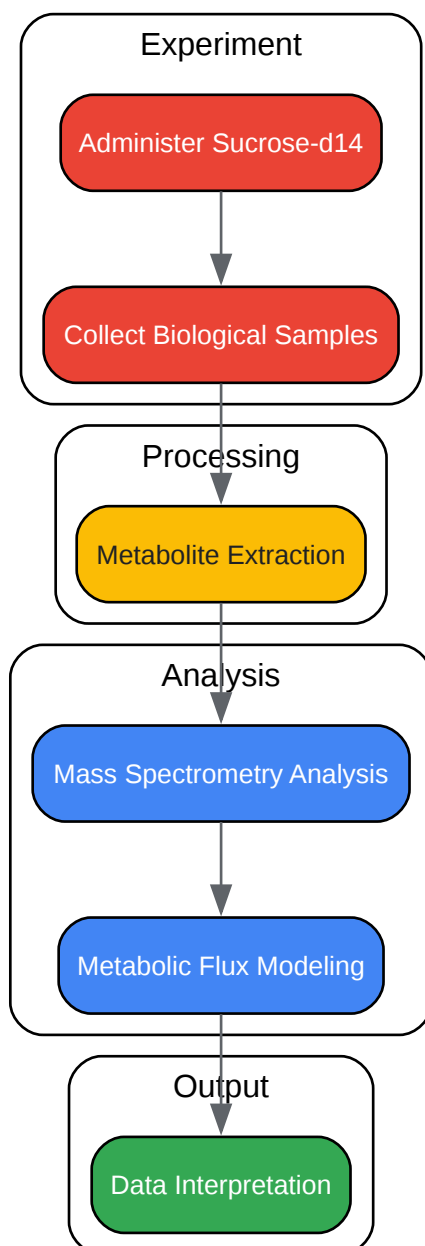 Experiment
Administer Sucrose-d14
Collect Biological Samples
Processing
Metabolite Extraction
Analysis
Mass Spectrometry Analysis
Metabolic Flux Modeling
Output
Data Interpretation